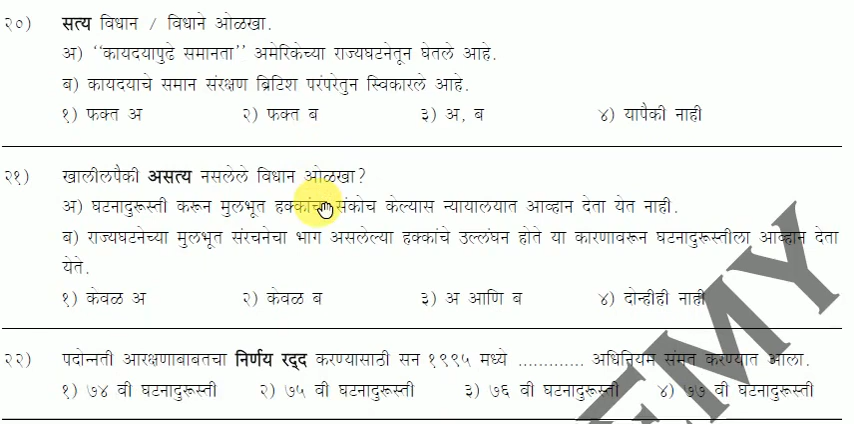 २०) सत्य विधान / विधाने ओळखा.
अ) ‘‘कायदयापुढे समानता’’ अमेरिकेच्या राज्यघटनेतून घेतले आहे.
ब) कायदयाचे समान संरक्षण ब्रिटिश परंपरेतुन स्विकारले आहे.
१) फक्त अ २) फक्त ब ३) अ, ब ४) यापैकी नाही
२१) खालीलपैकी असत्य नसलेले विधान ओळखा?
अ) घटनादुरूस्ती करून मुलभूत हक्कांचा संकोच केल्यास न्यायालयात आव्हान देता येत नाही.
ब) राज्यघटनेच्या मुलभूत संरचनेचा भाग असलेल्या हक्कांचे उल्लंघन होते या कारणावरून घटनादुरूस्तीला आव्हान देता
येते.
१) केवळ अ २) केवळ ब ३) अ आणि ब ४) दोन्हीही नाही
२२) पदोन्नती आरक्षणाबाबतचा निर्णय रद्द करण्यासाठी सन १९९५ मध्ये ............. अधिनियम संमत करण्यात आला.
१) ७४ वी घटनादुरूस्ती २) ७५ वी घटनादुरूस्ती ३) ७६ वी घटनादुरूस्ती ४) ७७ वी घटनादुरूस्ती
EMY